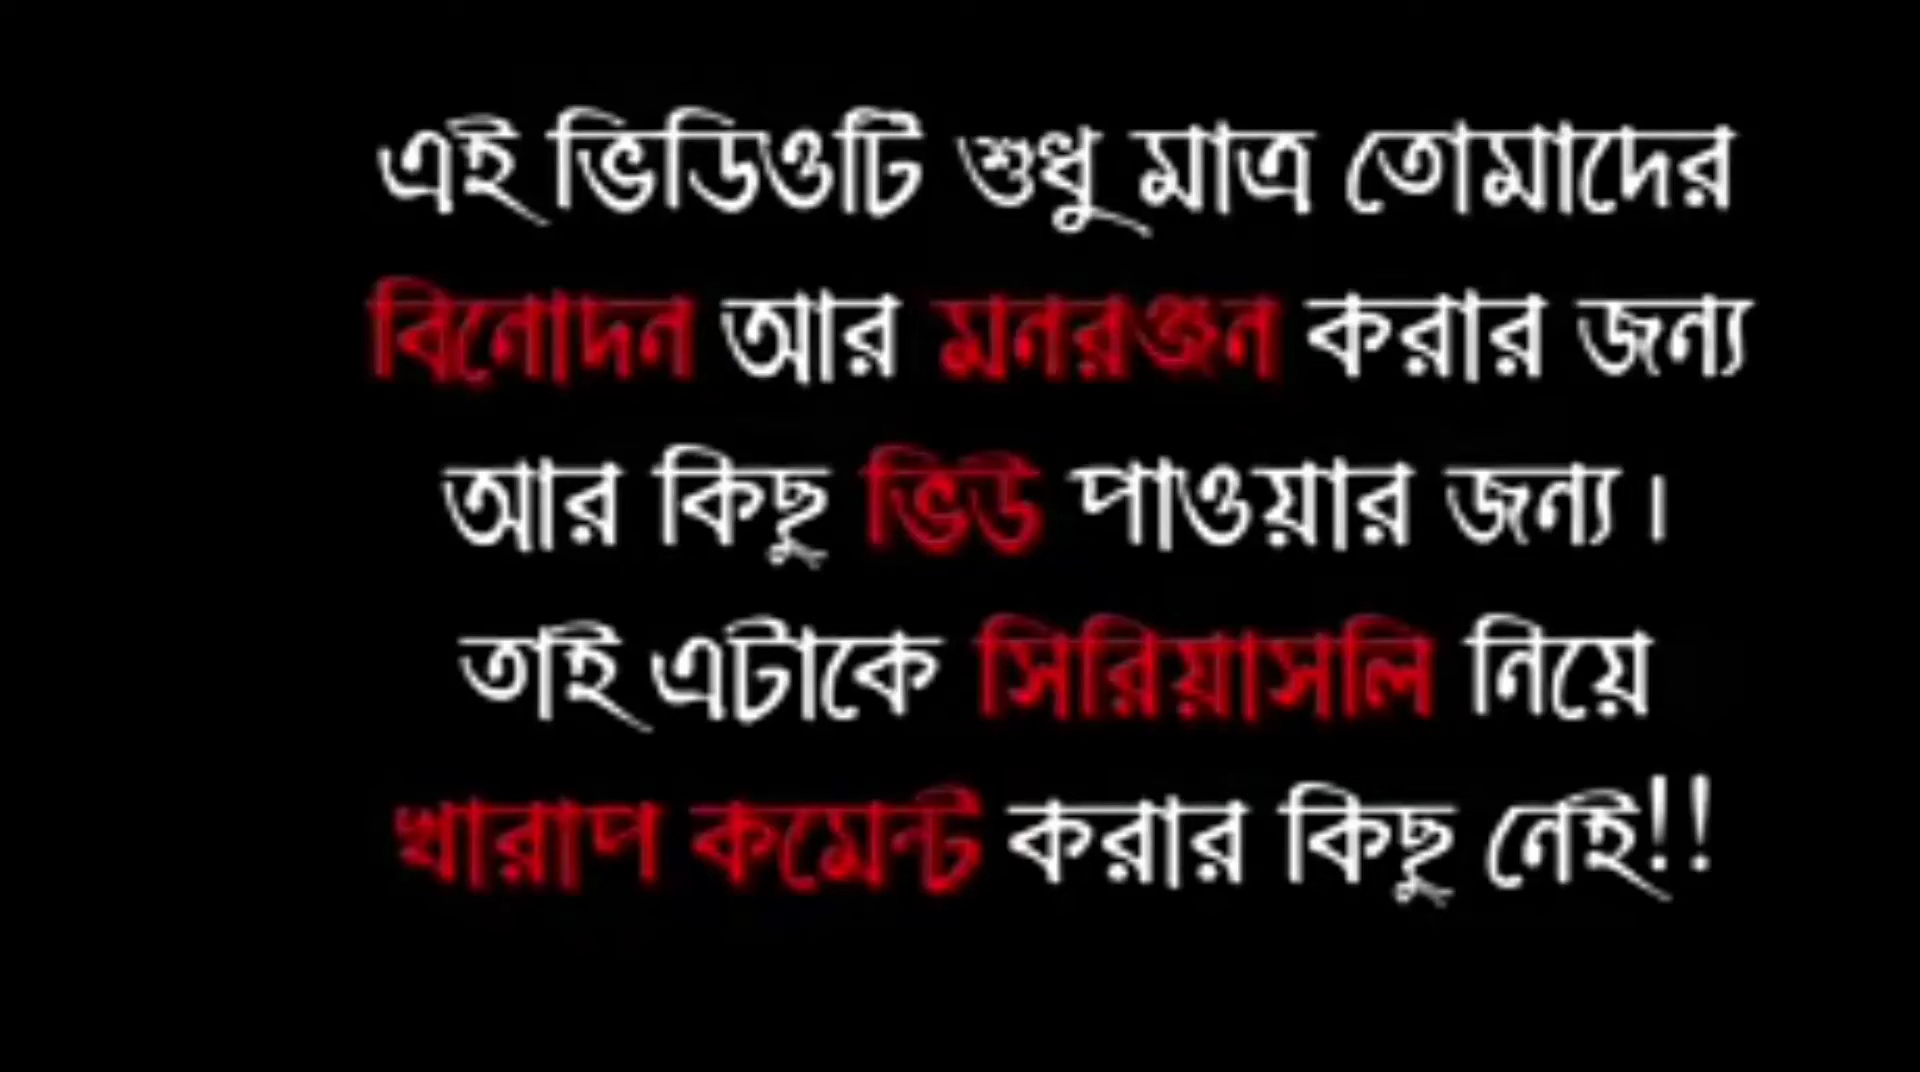 এই ভিডিওটি শুধু মাত্র তোমাদের
বিনোদন আর মনরঞ্জন করার জন্য
আর কিছু ভিউ পাওয়ার জন্য।
তাই এটাকে সিরিয়াসলি নিয়ে
খারাপ কমেন্ট করার কিছু নেই!!